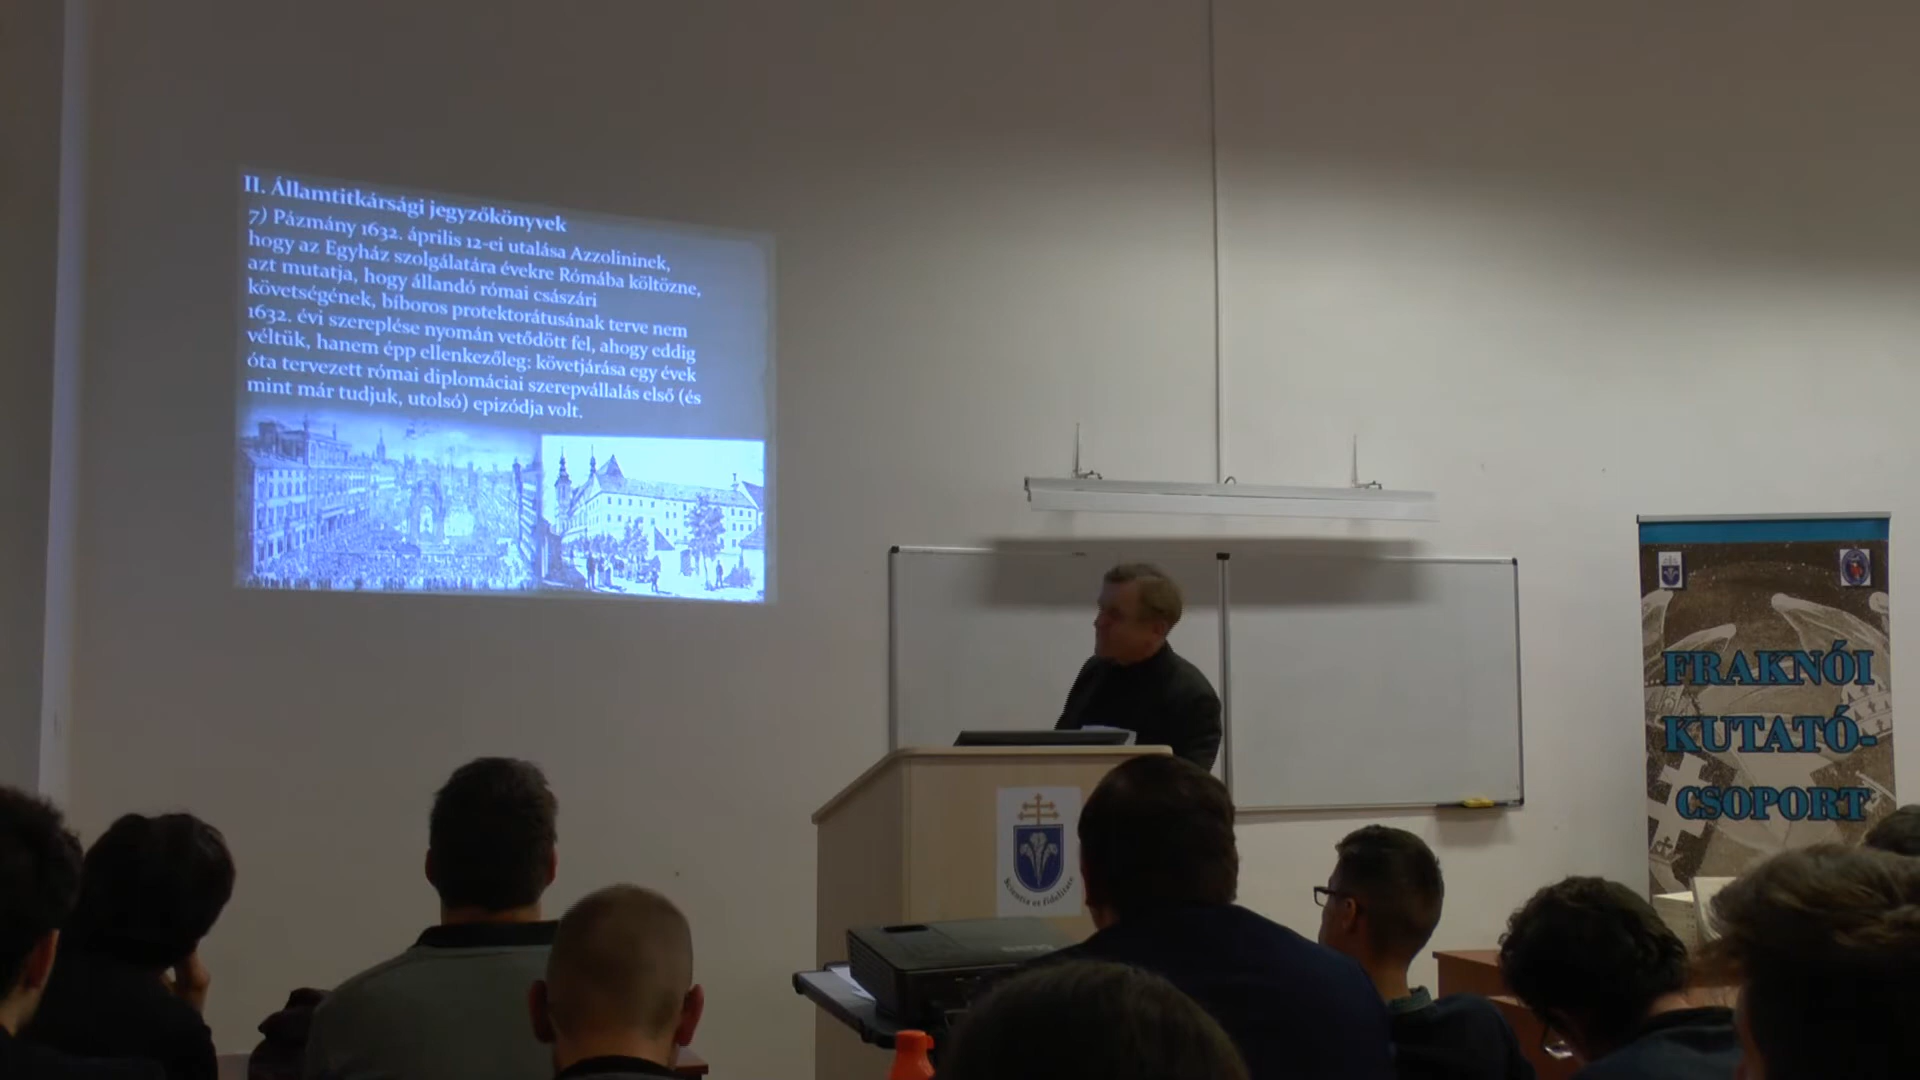 II. Államtitkársági jegyzőkönyvek
7) Pázmány 1632. április 12-ei utalása Azzolininek,
hogy az Egyház szolgálatára évekre Rómába költözne,
azt mutatja, hogy állandó római császári
követségének, bíboros protektorátusának terve nem
1632. évi szereplése nyomán vetődött fel, ahogy eddig
véltük, hanem épp ellenkezőleg: követjárása egy évek
óta tervezett római diplomáciai szerepvállalás első (és
mint már tudjuk, utolsó) epizódja volt.
FRAKNÓI
KUTATÓ-
CSOPORT
Scientia et fidelitate